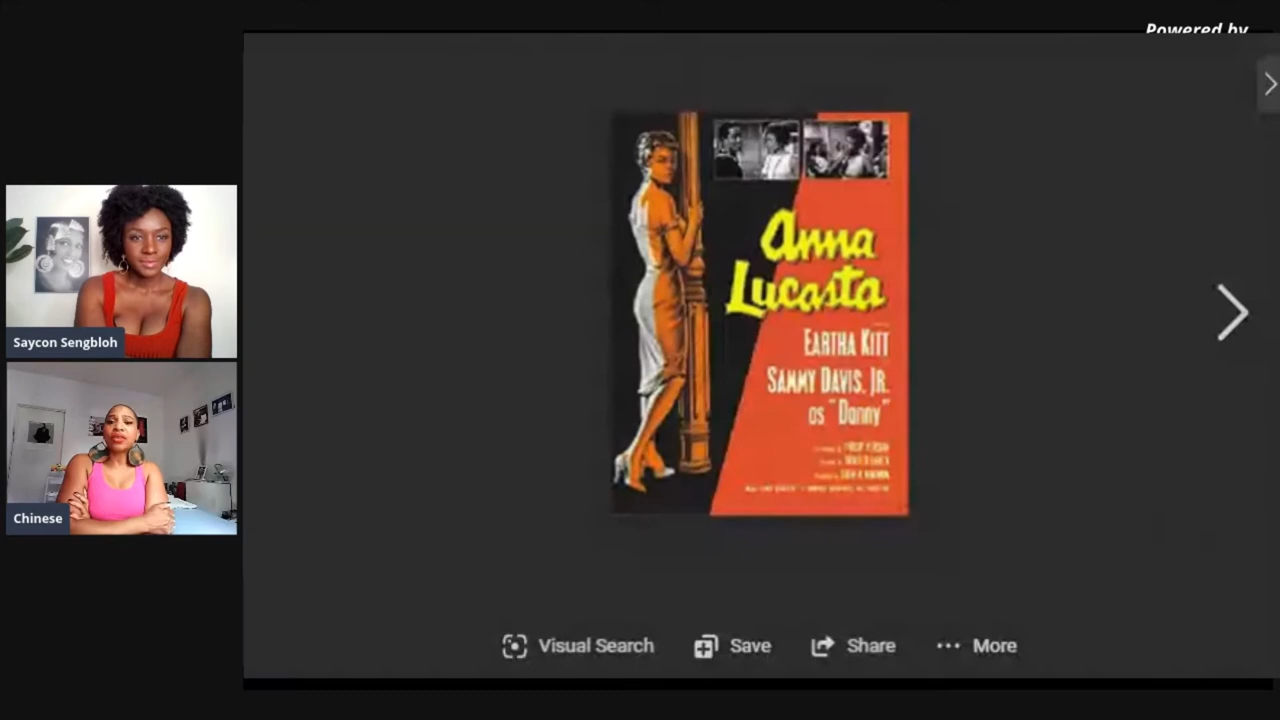 Powered by
Saycon Sengbloh
Chinese
Anna
Lucasta
EARTHA KITT
SAMMY DAVIS, JR.
as "Danny"
Visual Search
Save
Share
More